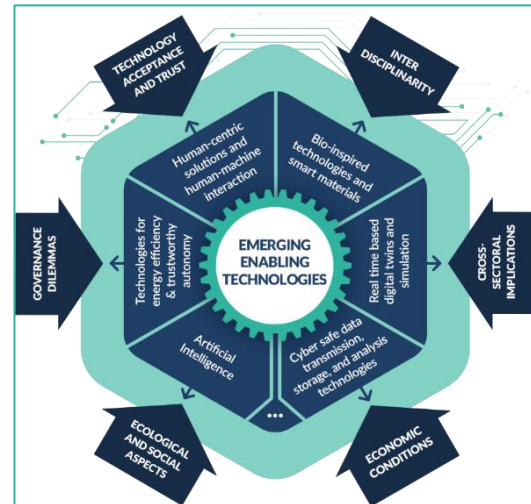 TECHNOLOGY
ACCEPTANCE
AND TRUST
INTER
DISCIPLINARITY
Human-centric
solutions and
human-machine
interaction
Bio-inspired
technologies and
smart materials
GOVERNANCE
DILEMMAS
Technologies for
energy efficiency
& trustworthy
autonomy
EMERGING
ENABLING
TECHNOLOGIES
Real time based
digital twins and
simulation
CROSS-
SECTORAL
IMPLICATIONS
Artificial
Intelligence
Cyber safe data
transmission,
storage, and analysis
technologies
...
ECOLOGICAL
AND SOCIAL
ASPECTS
ECONOMIC
CONDITIONS